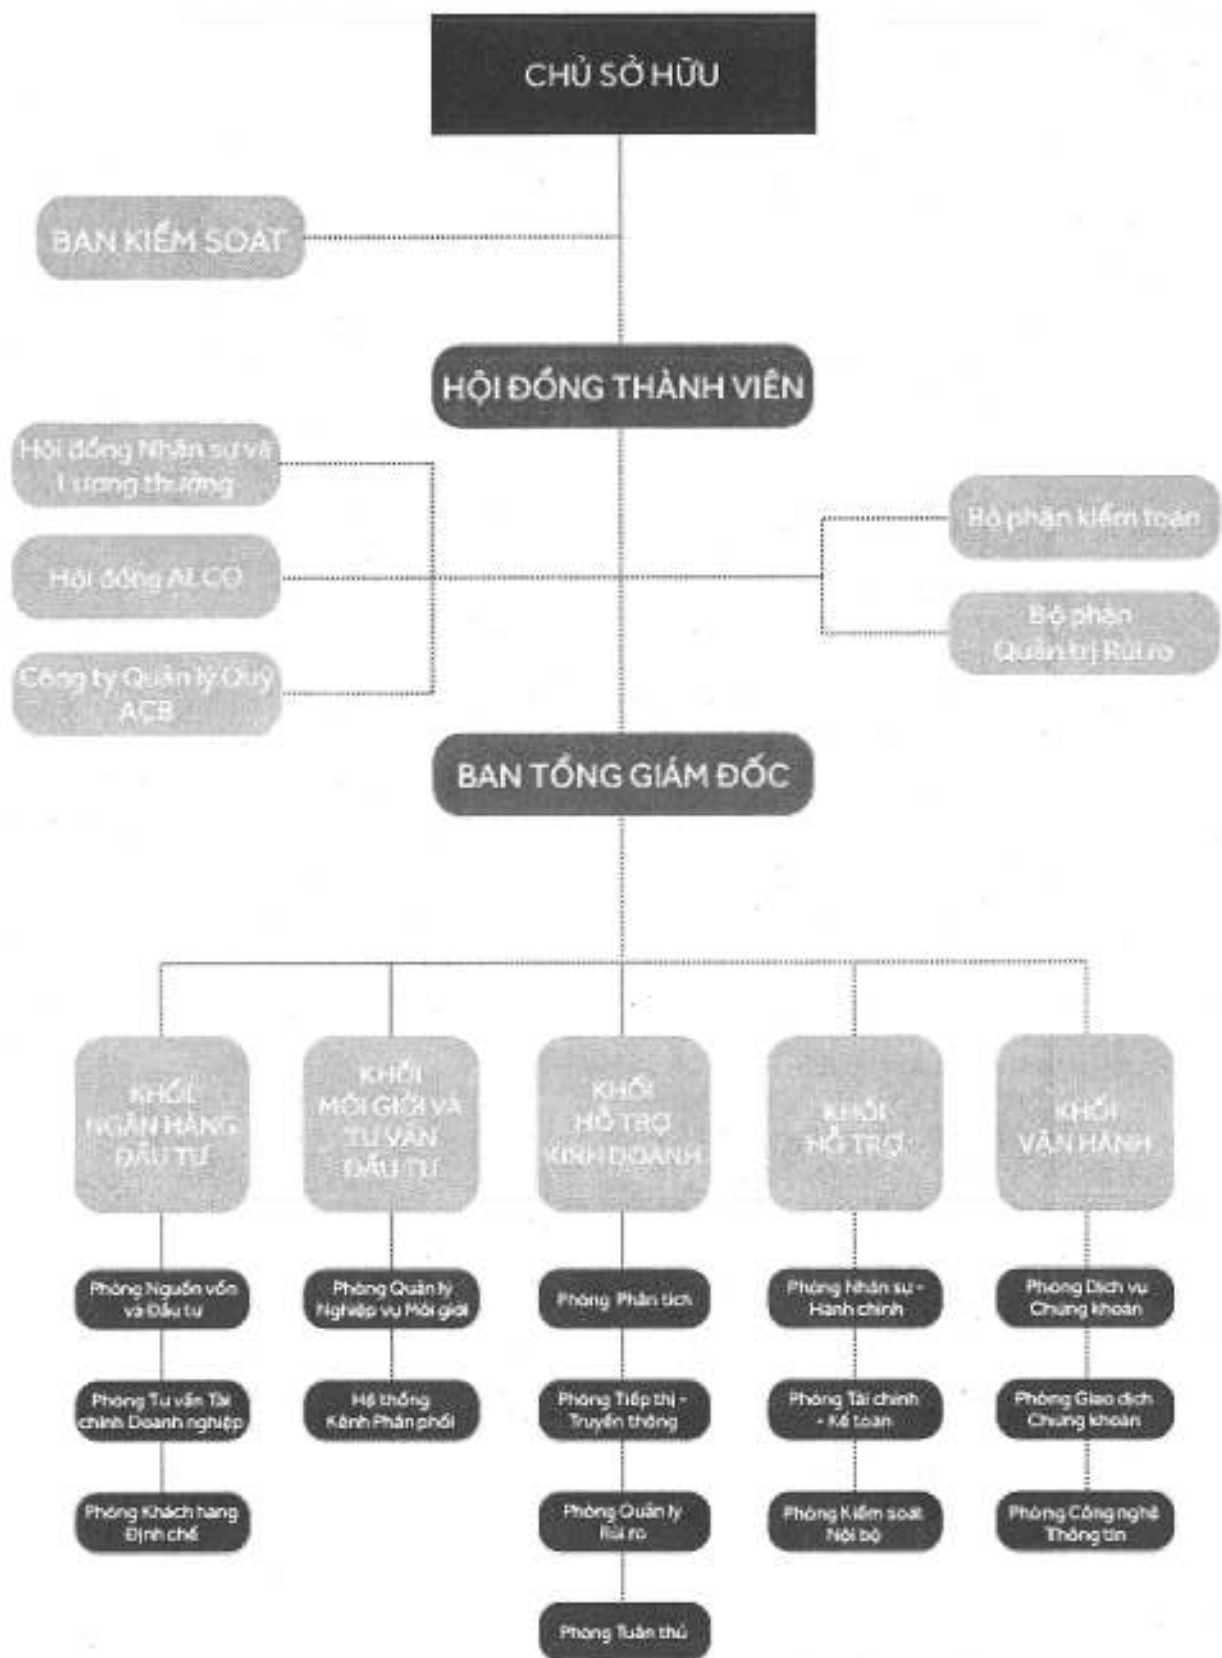 CHỦ SỞ HỮU
BAN KIỂM SOÁT
HỘI ĐỒNG THÀNH VIÊN
Hội đồng Nhân sự và
Lương thưởng
Hội đồng ALCO
Công ty Quản lý Quỹ
ACB
Bộ phận kiểm toán
Bộ phận
Quản trị Rủi ro
BAN TỔNG GIÁM ĐỐC
KHỐI
NGÂN HÀNG
ĐẦU TƯ
KHỐI
MÔI GIỚI VÀ
TƯ VẤN
ĐẦU TƯ
KHỐI
HỖ TRỢ
KINH DOANH
KHỐI
HỖ TRỢ
KHỐI
VẬN HÀNH
Phòng Nguồn vốn
và Đầu tư
Phòng Tư vấn Tài
chính Doanh nghiệp
Phòng Khách hàng
Định chế
Phòng Quản lý
Nghiệp vụ Môi giới
Hệ thống
Kênh Phân phối
Phòng Phân tích
Phòng Tiếp thị -
Truyền thông
Phòng Quản lý
Rủi ro
Phòng Tuân thủ
Phòng Nhân sự -
Hành chính
Phòng Tài chính
- Kế toán
Phòng Kiểm soát
Nội bộ
Phòng Dịch vụ
Chứng khoán
Phòng Giao dịch
Chứng khoán
Phòng Công nghệ
Thông tin